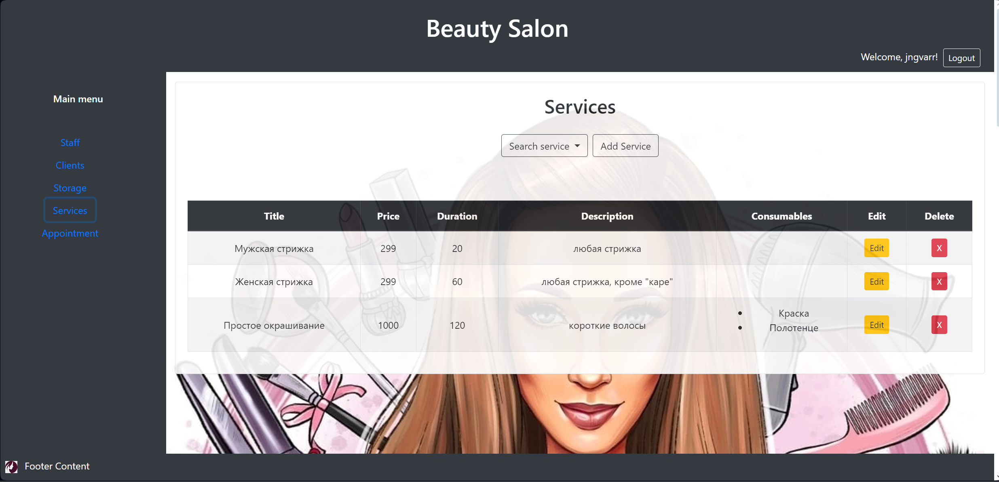 Beauty Salon
Welcome, jngvarr! Logout
Main menu
Staff
Clients
Storage
Services
Appointment
Services
Search service Add Service
Title Price Duration Description Consumables Edit Delete
Мужская стрижка 299 20 любая стрижка Edit X
Женская стрижка 299 60 любая стрижка, кроме "каре" Edit X
Простое окрашивание 1000 120 короткие волосы Краска Edit X
Полотенце
Footer Content